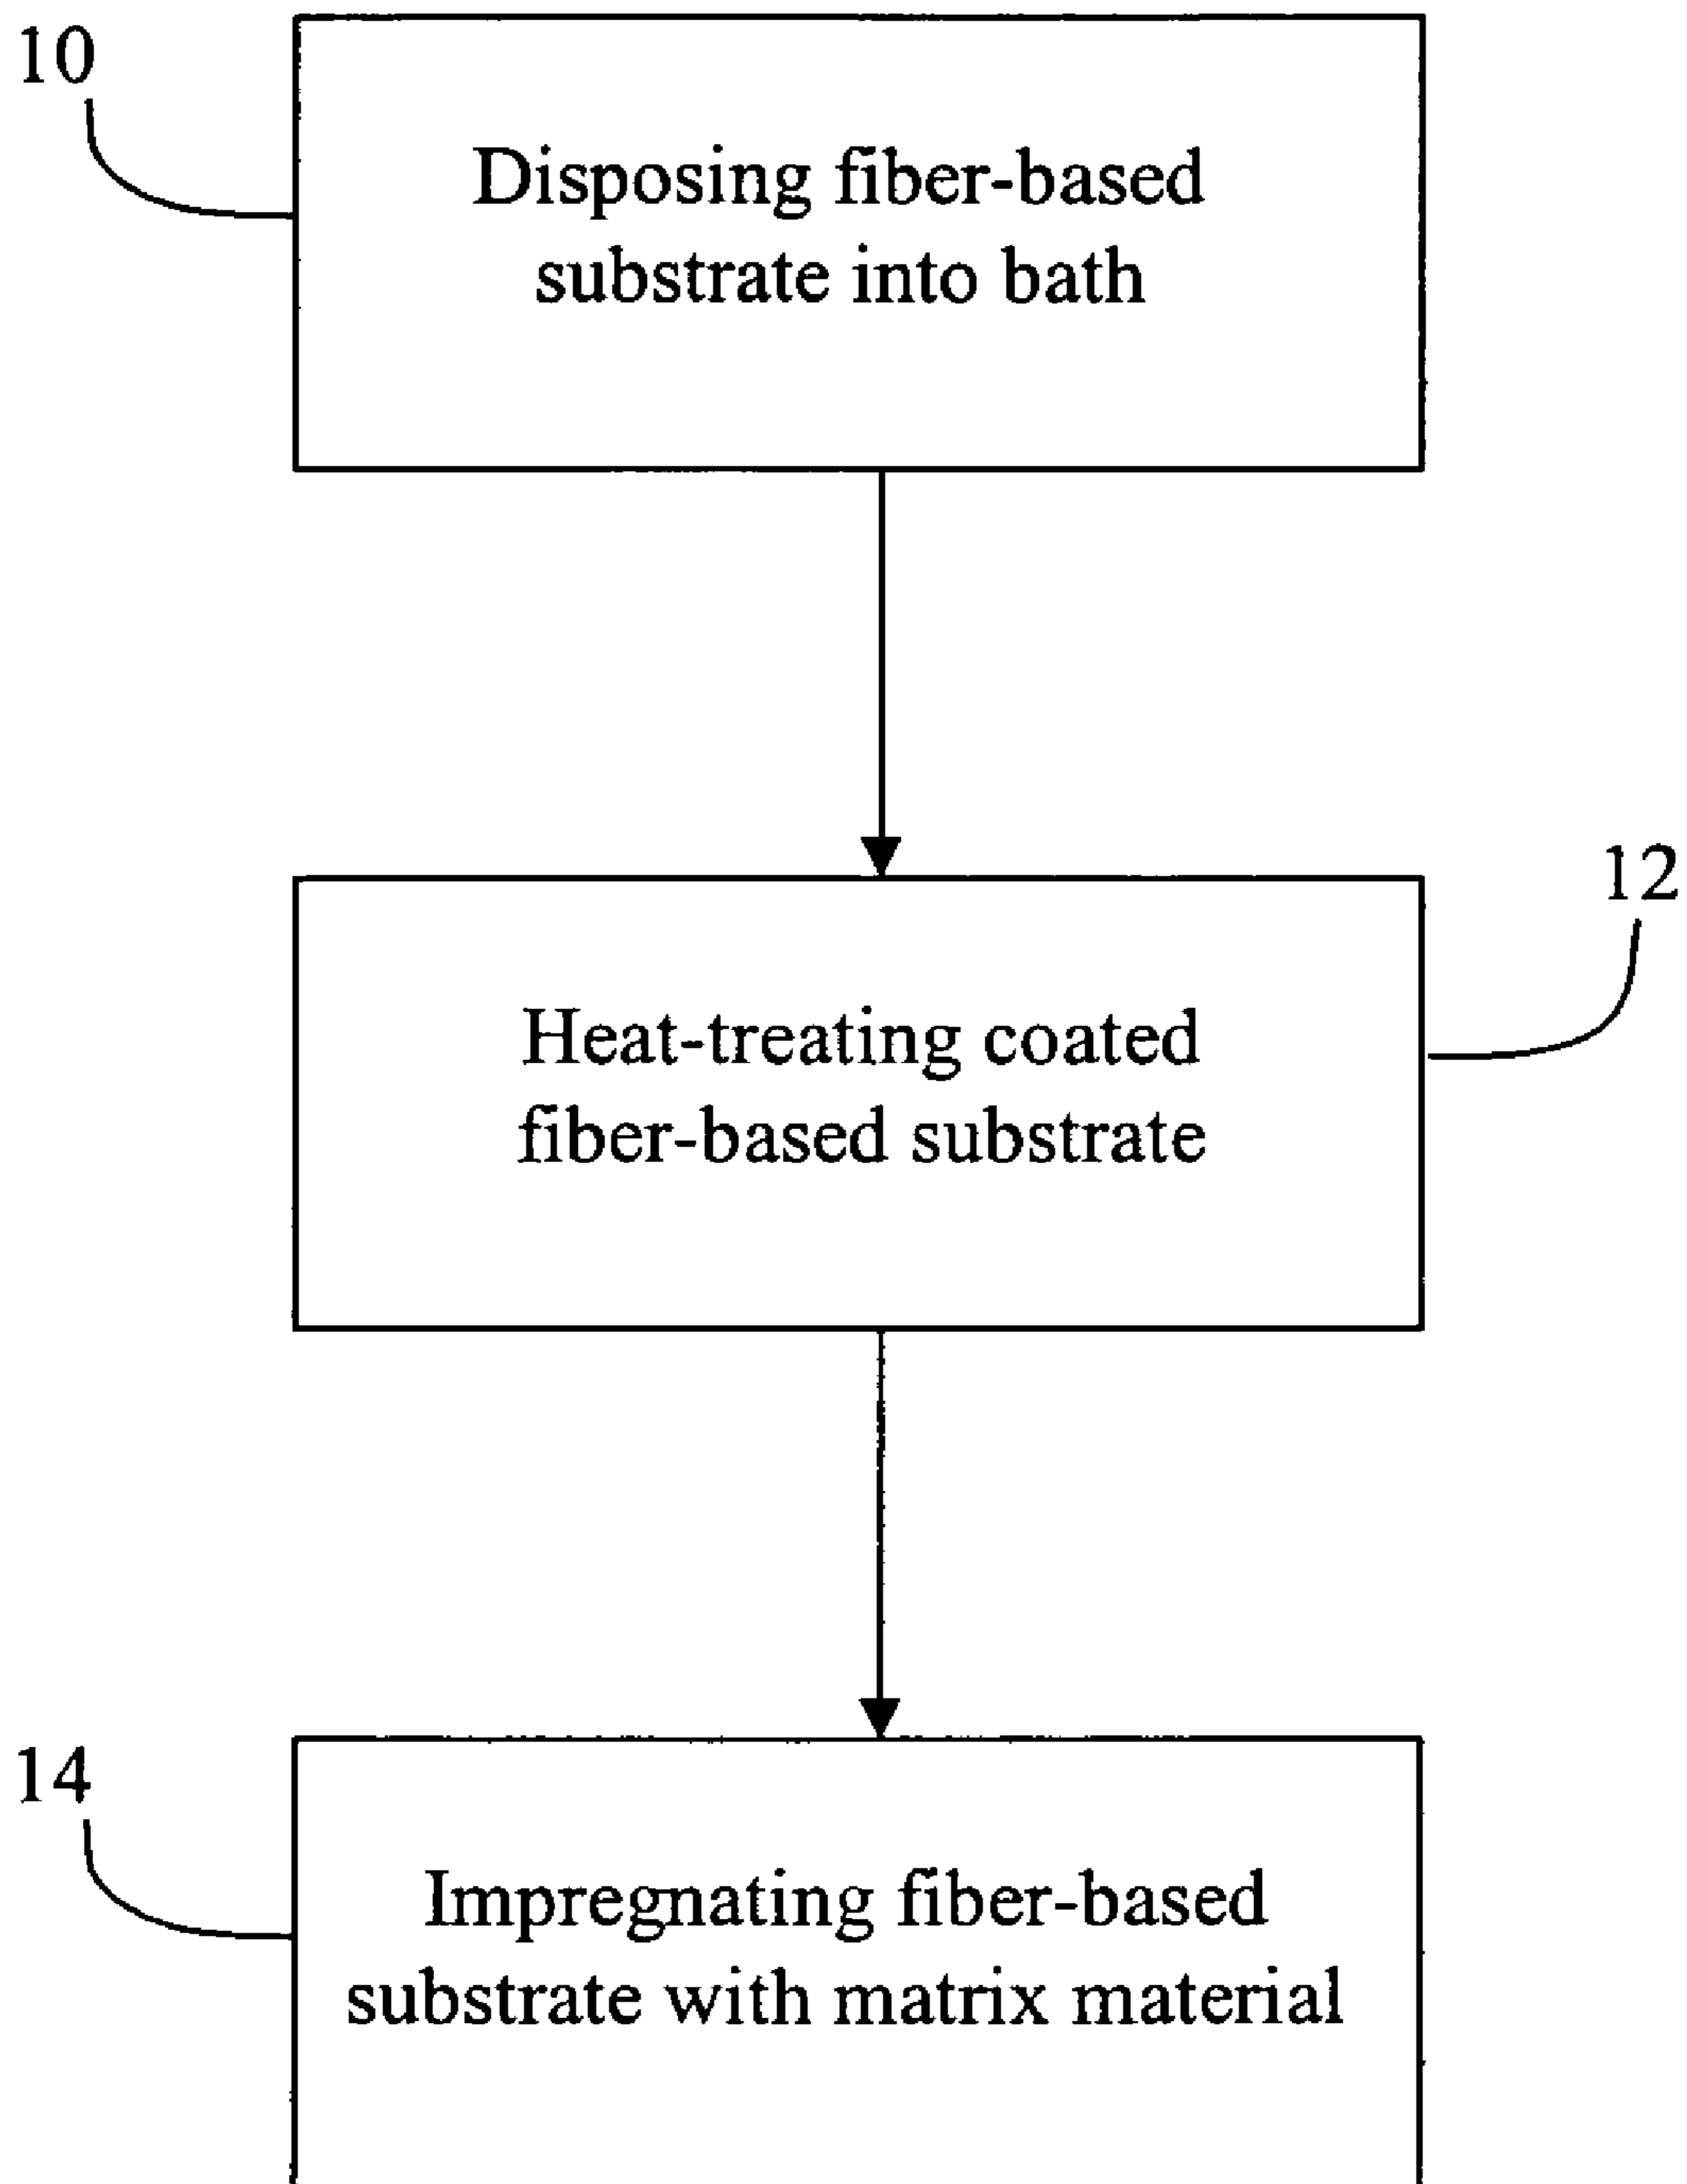 10
Disposing fiber-based
substrate into bath
12
Heat-treating coated
fiber-based substrate
14
Impregnating fiber-based
substrate with matrix material